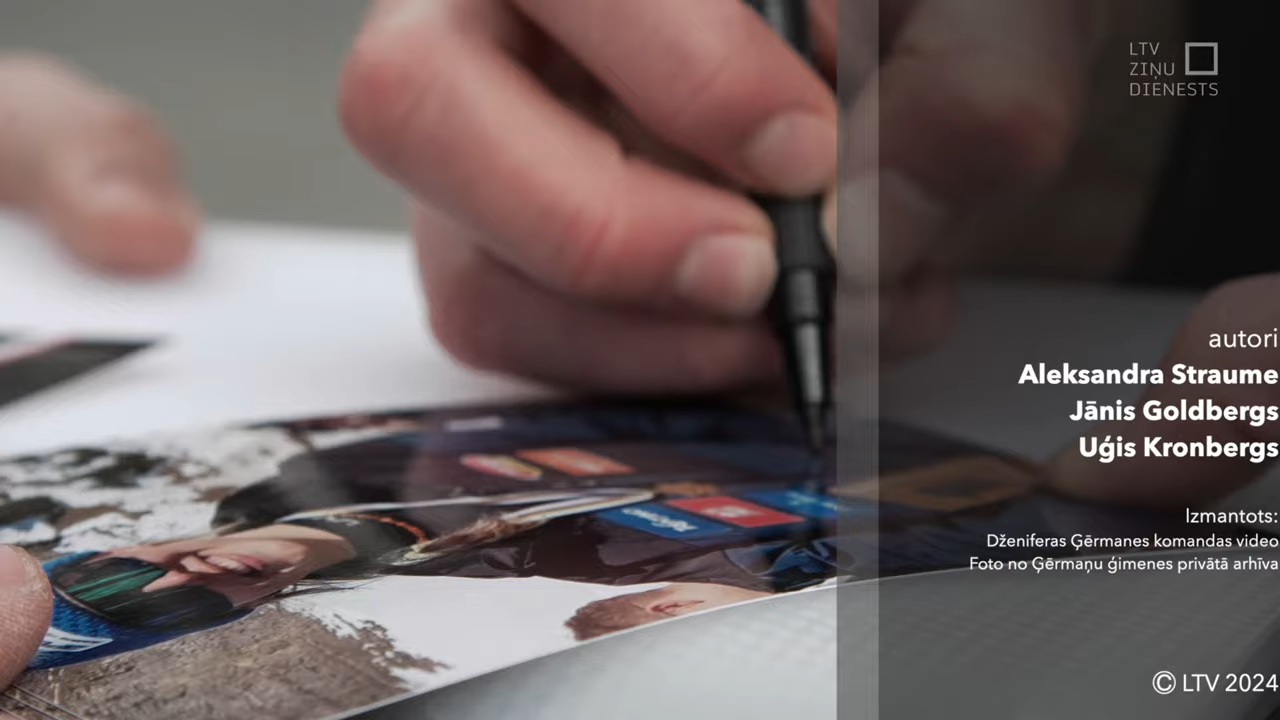 LTV
ZIŅU
DIENESTS
autori
Aleksandra Straume
Jānis Goldbergs
Uģis Kronbergs
Izmantots:
Dženiferas Ģērmanes komandas video
Foto no Ģērmaņu ģimenes privātā arhīva
© LTV 2024